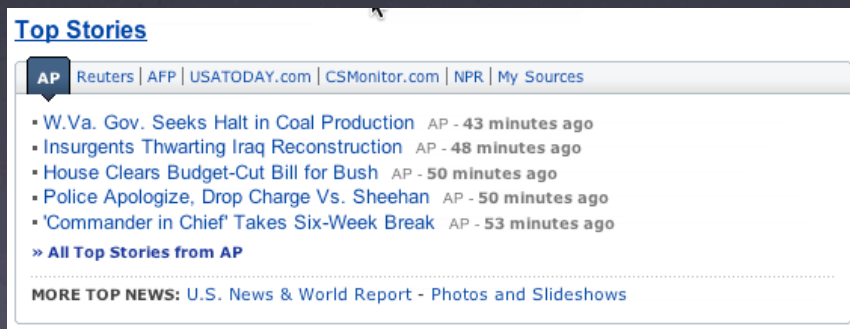 Top Stories
AP Reuters | AFP | USATODAY.com | CSMonitor.com | NPR | My Sources
▪ W.Va. Gov. Seeks Halt in Coal Production AP - 43 minutes ago
▪ Insurgents Thwarting Iraq Reconstruction AP - 48 minutes ago
▪ House Clears Budget-Cut Bill for Bush AP - 50 minutes ago
▪ Police Apologize, Drop Charge Vs. Sheehan AP - 50 minutes ago
▪ 'Commander in Chief' Takes Six-Week Break AP - 53 minutes ago
» All Top Stories from AP
MORE TOP NEWS: U.S. News & World Report - Photos and Slideshows